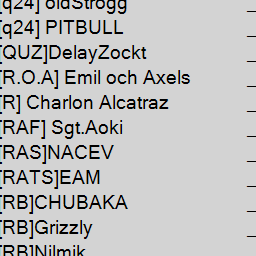 [q24] oldStrogg
[q24] PITBULL
[QUZ]DelayZockt
[R.O.A] Emil och Axels
[R] Charlon Alcatraz
[RAF] Sgt.Aoki
[RAS]NACEV
[RATS]EAM
[RB]CHUBAKA
[RB]Grizzly
[RB]Nilmik